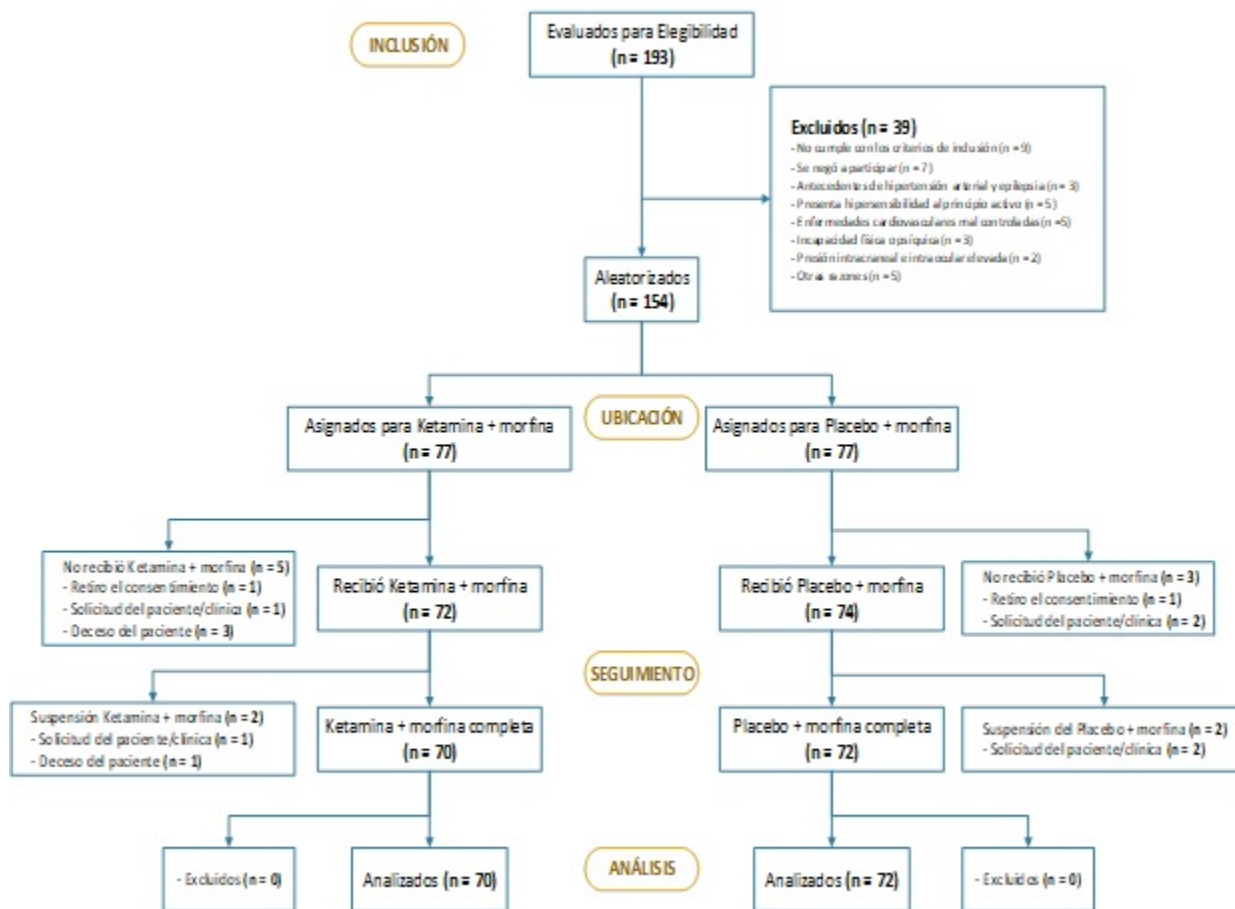 INCLUSIÓN
Evaluados para Elegibilidad
(n = 193)
Excluidos (n = 39)
- No cumple con los criterios de inclusión (n = 9)
- Se negó a participar (n = 7)
- Antecedentes de hipertensión arterial y epilepsia (n = 3)
- Presenta hipersensibilidad al principio activo (n = 5)
- Enfermedades cardiovasculares mal controladas (n =5)
- Incapacidad física o psíquica (n = 3)
- Presión intracraneal e intraocular elevada (n = 2)
- Otras razones (n = 5)
Aleatorizados
(n = 154)
UBICACIÓN
Asignados para Ketamina + morfina
(n = 77)
Asignados para Placebo + morfina
(n = 77)
No recibió Ketamina + morfina (n = 5)
- Retiro el consentimiento (n = 1)
- Solicitud del paciente/clínica (n = 1)
- Deceso del paciente (n = 3)
Recibió Ketamina + morfina
(n = 72)
Recibió Placebo + morfina
(n = 74)
No recibió Placebo + morfina (n = 3)
- Retiro el consentimiento (n = 1)
- Solicitud del paciente/clínica (n = 2)
SEGUIMIENTO
Suspensión Ketamina + morfina (n = 2)
- Solicitud del paciente/clínica (n = 1)
- Deceso del paciente (n = 1)
Ketamina + morfina completa
(n = 70)
Placebo + morfina completa
(n = 72)
Suspensión del Placebo + morfina (n = 2)
- Solicitud del paciente/clínica (n = 2)
ANÁLISIS
- Excluidos (n = 0)
Analizados (n = 70)
Analizados (n = 72)
- Excluidos (n = 0)